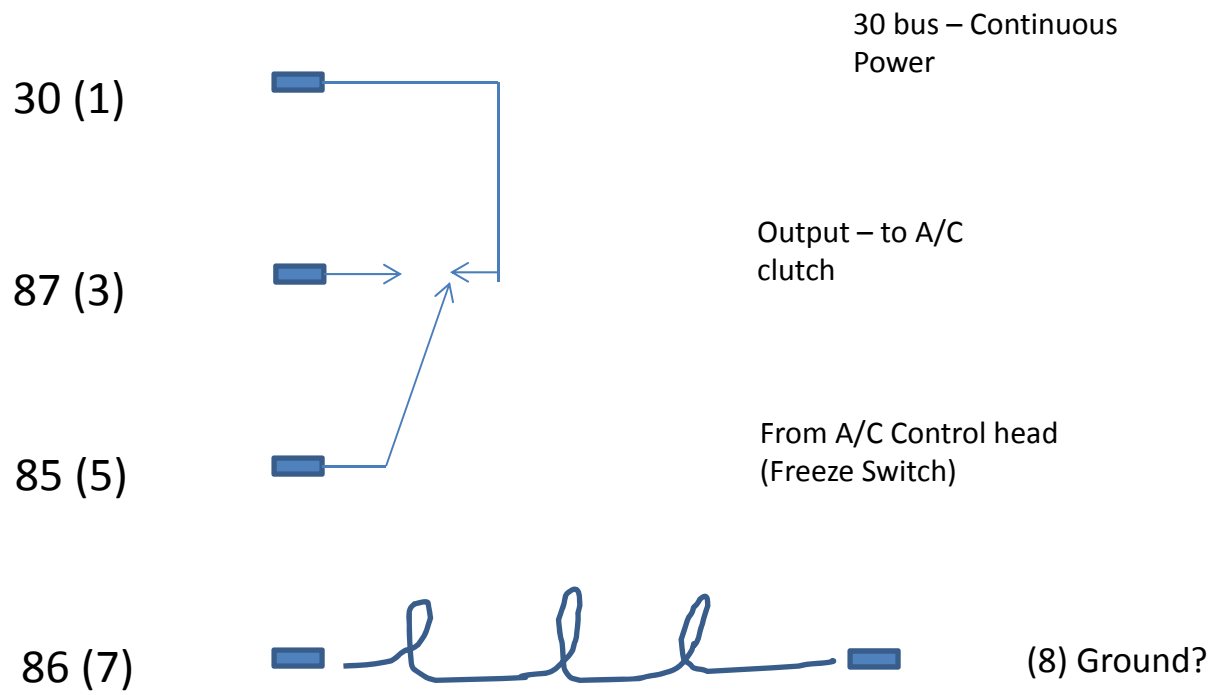 30 bus – Continuous
Power
30 (1)
Output – to A/C
clutch
87 (3)
From A/C Control head
(Freeze Switch)
85 (5)
86 (7)
(8) Ground?